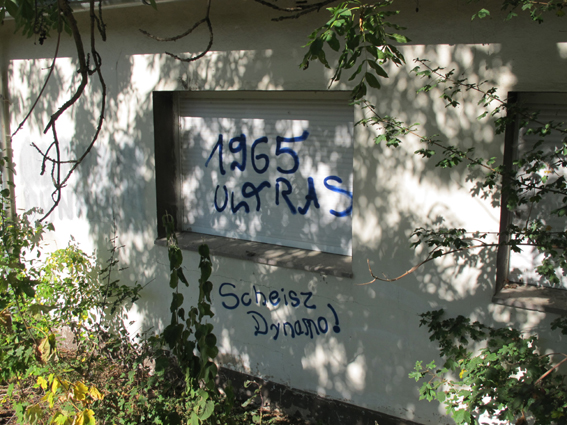 1965
ULTRAS
Scheisz
Dynamo!